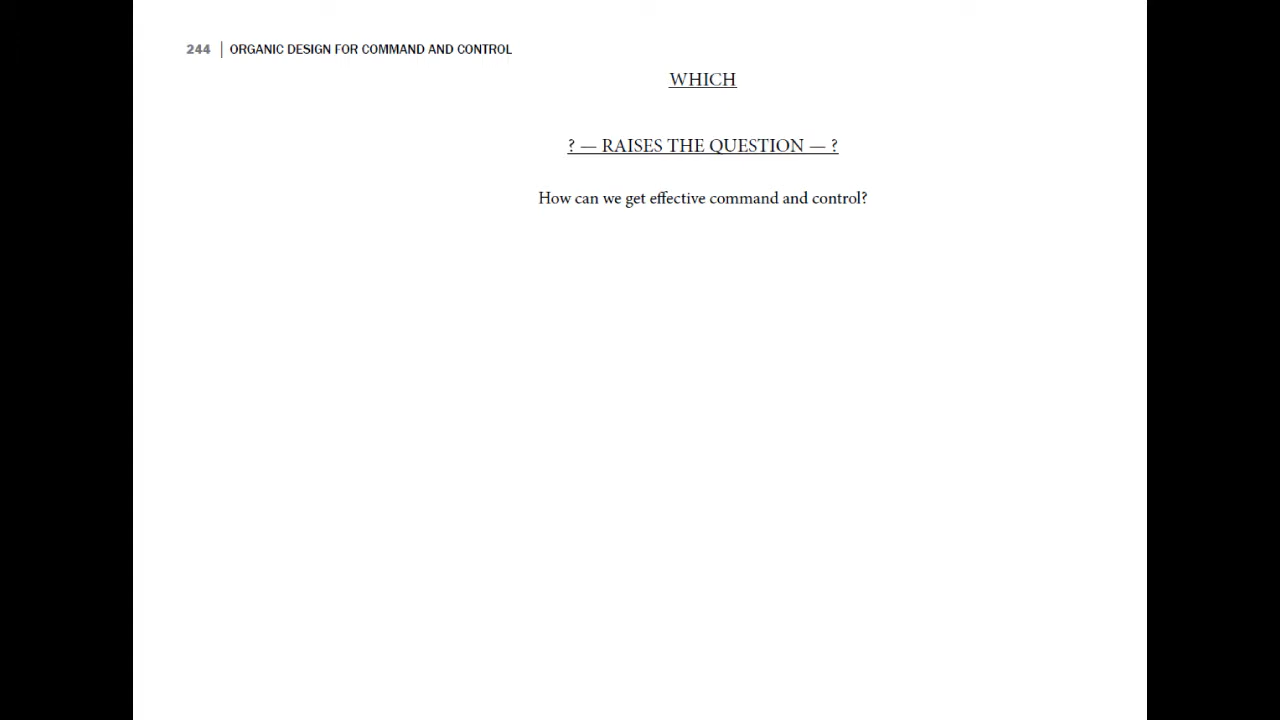 244 | ORGANIC DESIGN FOR COMMAND AND CONTROL
WHICH
? — RAISES THE QUESTION — ?
How can we get effective command and control?